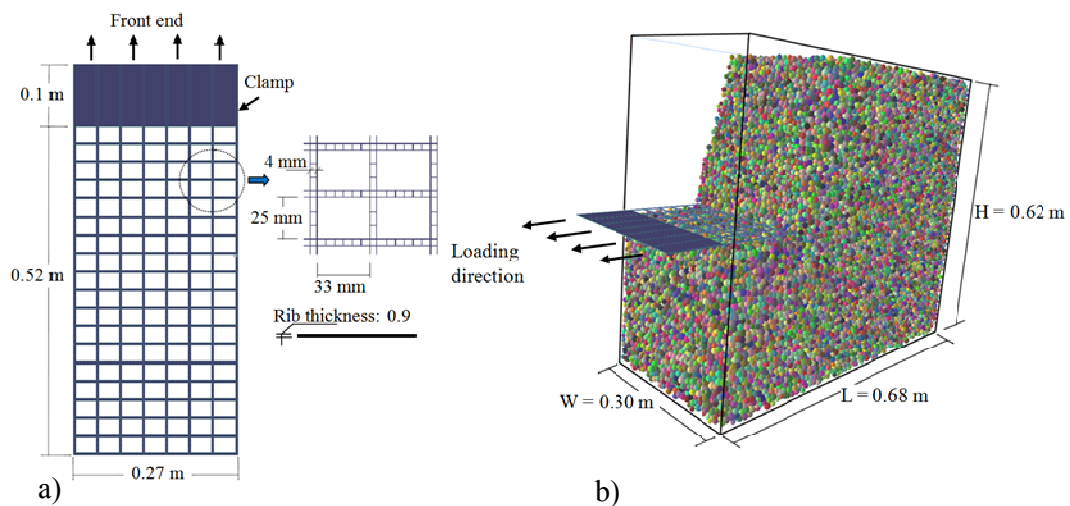 Front end
0.1 m
Clamp
4 mm
25 mm
33 mm
0.52 m
Rib thickness: 0.9
0.27 m
a)
Loading
direction
H = 0.62 m
W = 0.30 m
L = 0.68 m
b)